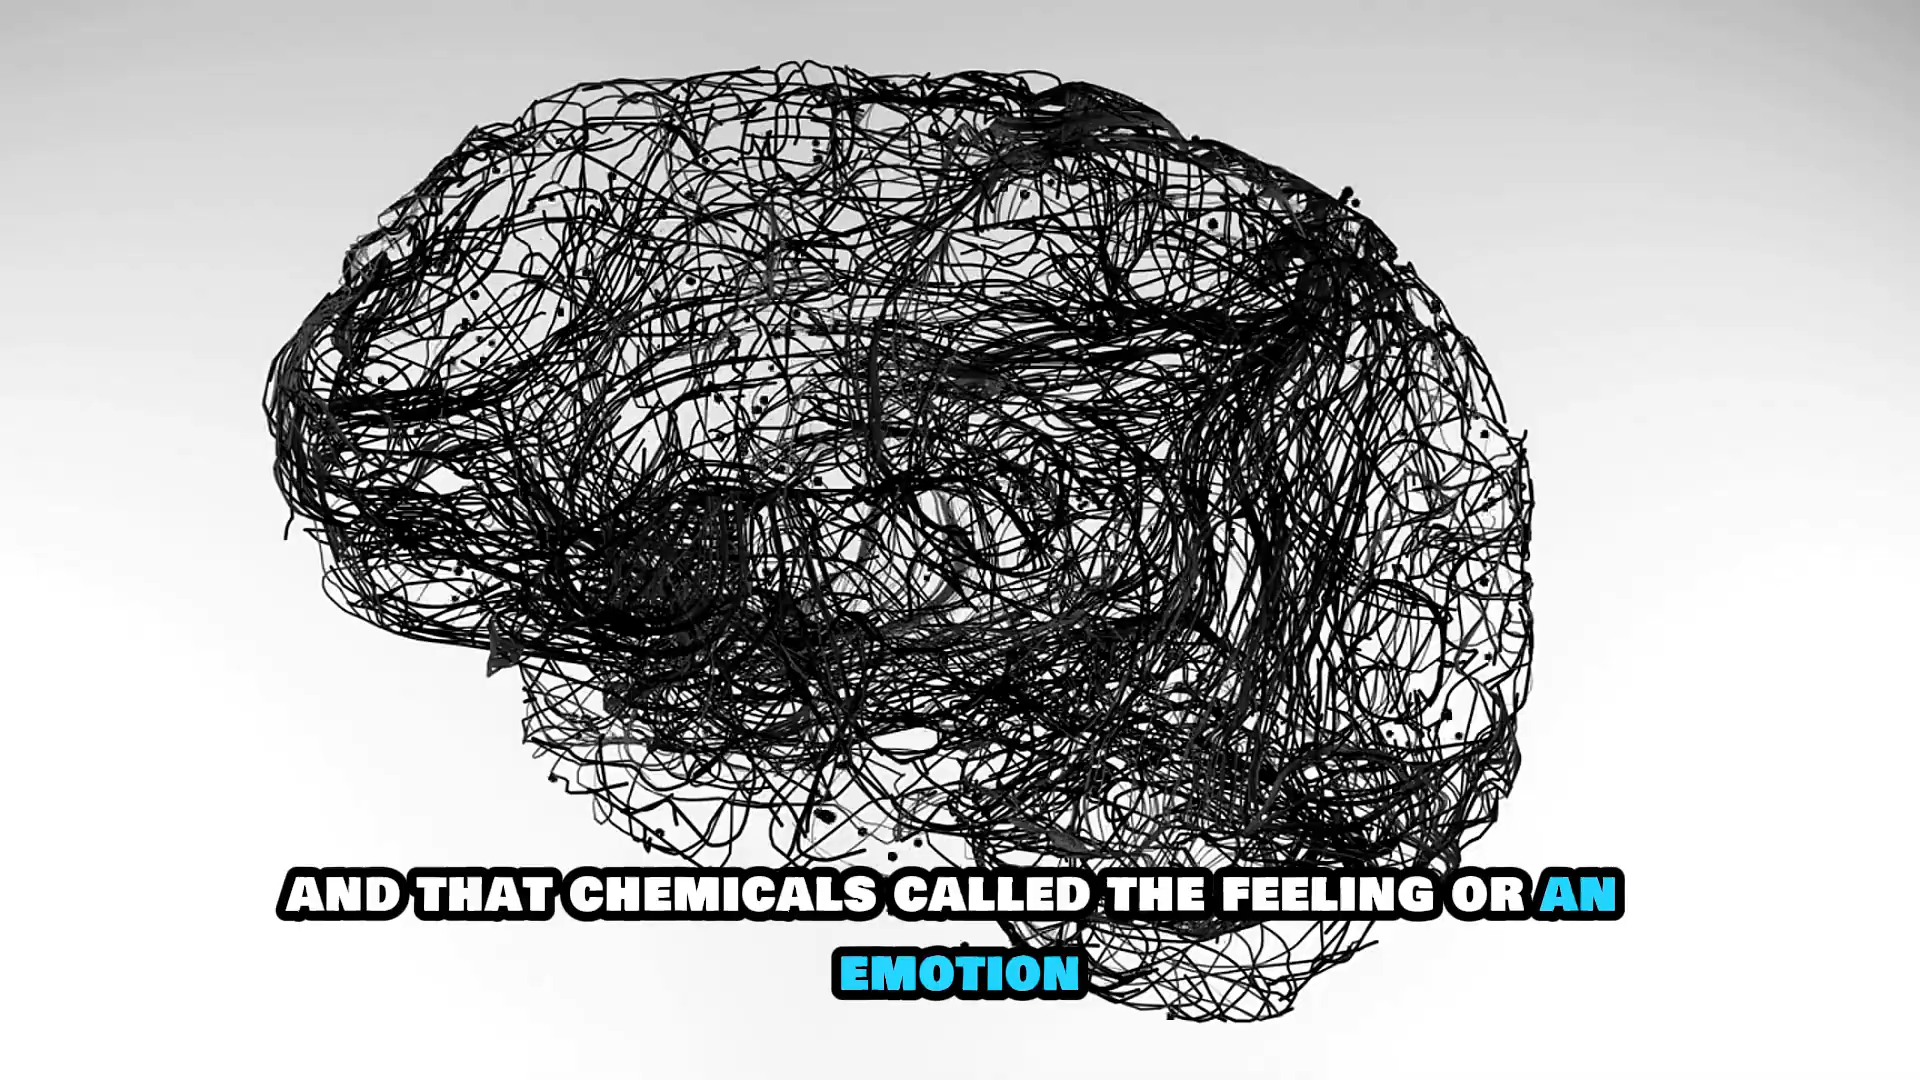 AND THAT CHEMICALS CALLED THE FEELING OR AN
EMOTION